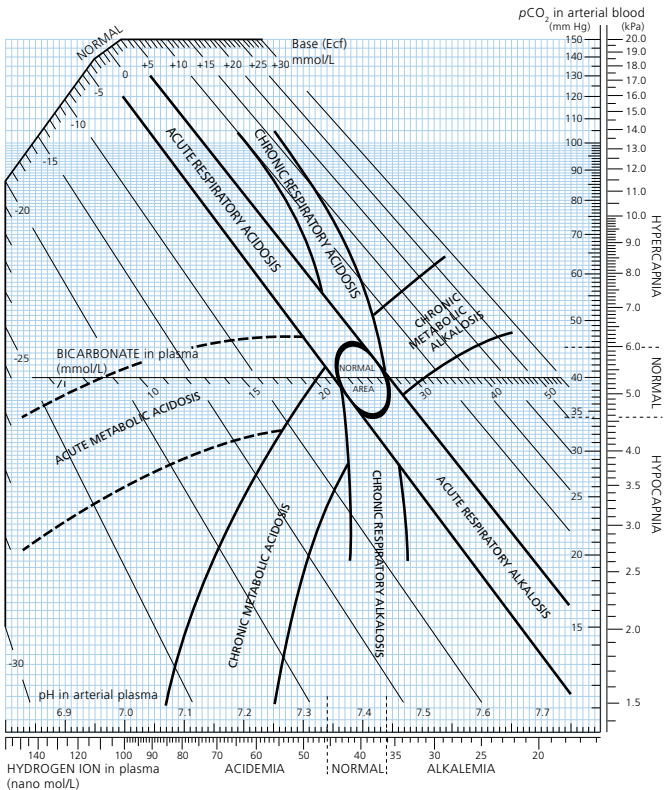 pCO2 in arterial blood
(mm Hg) (kPa)
NORMAL
Base (Ecf)
mmol/L
0 +5 +10 +15 +20 +25 +30
-5
-10
-15
-20
-25
-30
150 140 130 120 110 100 90 80 70 60 50 40 35 30 25 20 15
20.0 19.0 18.0 17.0 16.0 15.0 14.0 13.0 12.0 11.0 10.0 9.0 8.0 7.0 6.0 5.0 4.0 3.5 3.0 2.5 2.0 1.5
HYPERCAPNIA
NORMAL
HYPOCAPNIA
ACUTE RESPIRATORY ACIDOSIS
CHRONIC RESPIRATORY ACIDOSIS
CHRONIC
METABOLIC
ALKALOSIS
BICARBONATE in plasma
(mmol/L)
10 15 20 30 40 50
NORMAL
AREA
ACUTE METABOLIC ACIDOSIS
CHRONIC METABOLIC ACIDOSIS
CHRONIC RESPIRATORY ALKALOSIS
ACUTE RESPIRATORY ALKALOSIS
pH in arterial plasma
6.9 7.0 7.1 7.2 7.3 7.4 7.5 7.6 7.7
140 120 100 90 80 70 60 50 40 35 30 25 20
HYDROGEN ION in plasma
(nano mol/L)
ACIDEMIA NORMAL ALKALEMIA